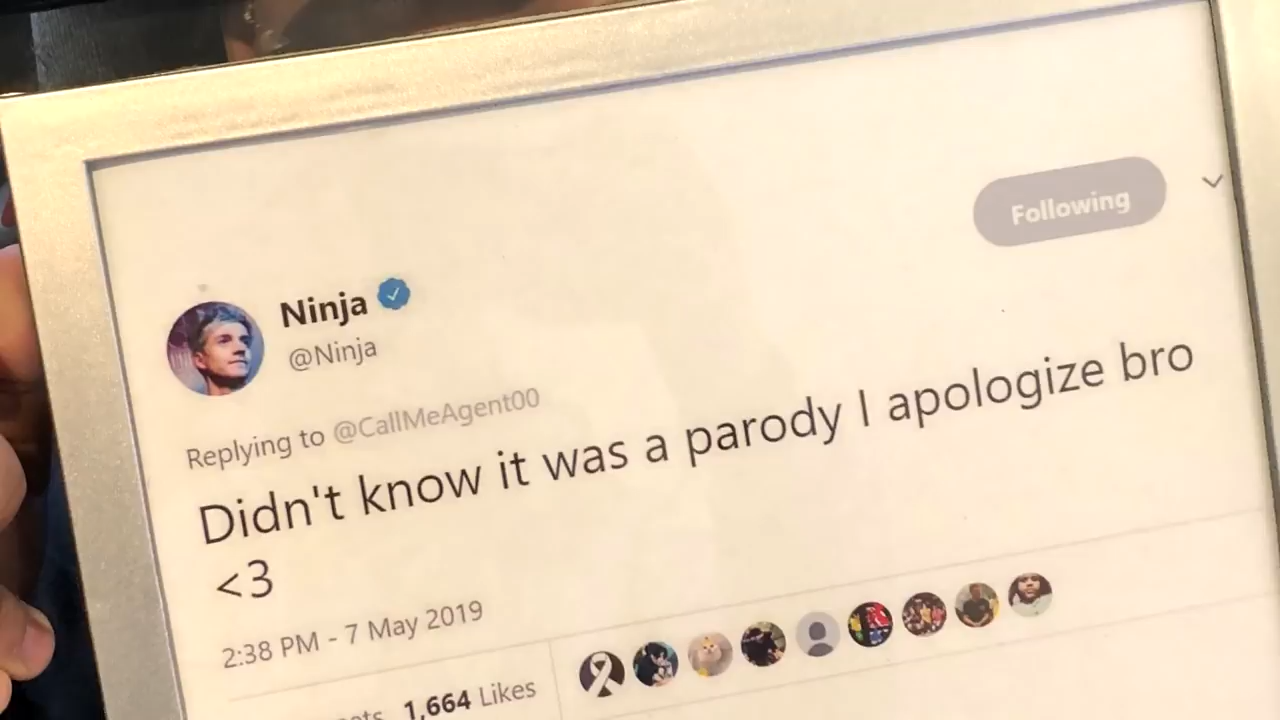 Following
Ninja
@Ninja
Replying to @CallMeAgent00
Didn't know it was a parody I apologize bro
<3
2:38 PM - 7 May 2019
1,664 Likes